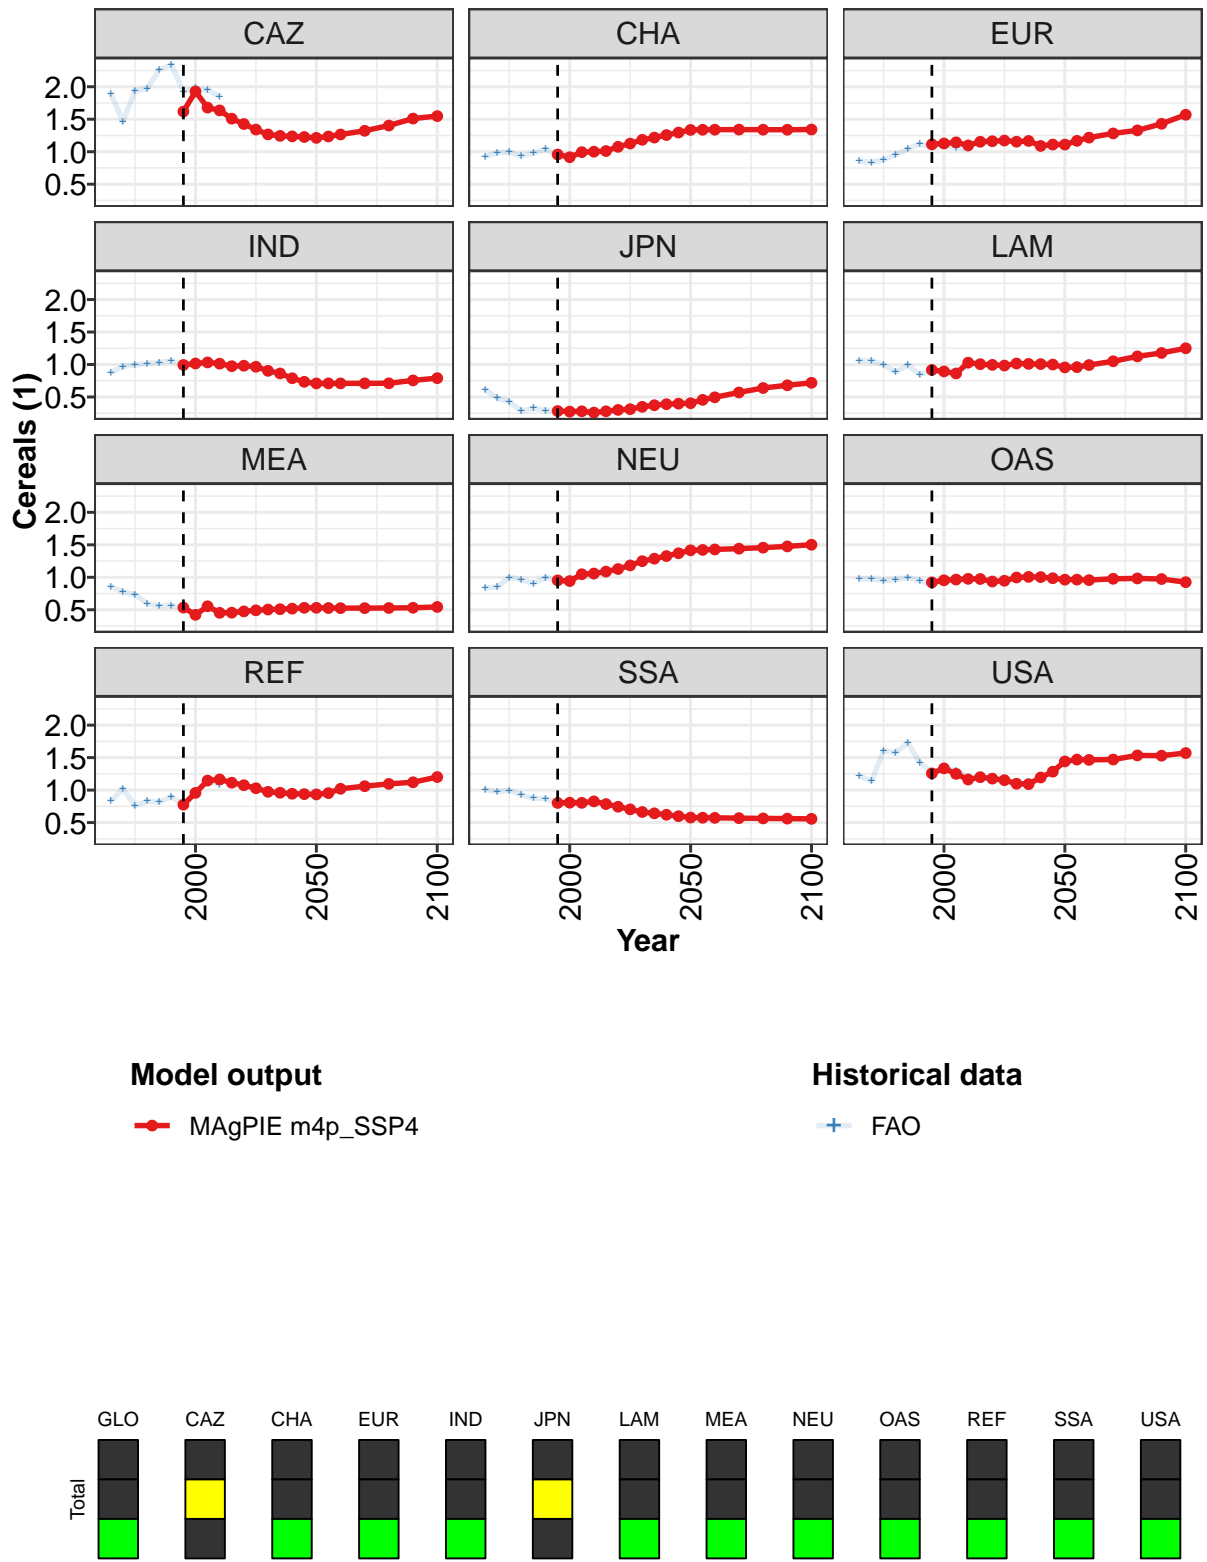 CAZ CHA EUR
2.0
1.5
1.0
0.5
IND JPN LAM
2.0
1.5
1.0
0.5
MEA NEU OAS
2.0
1.5
1.0
0.5
REF SSA USA
2.0
1.5
1.0
0.5
Cereals (1)
2000 2050 2100 2000 2050 2100 2000 2050 2100
Year
Model output Historical data
MAgPIE m4p_SSP4 FAO
GLO CAZ CHA EUR IND JPN LAM MEA NEU OAS REF SSA USA
Total